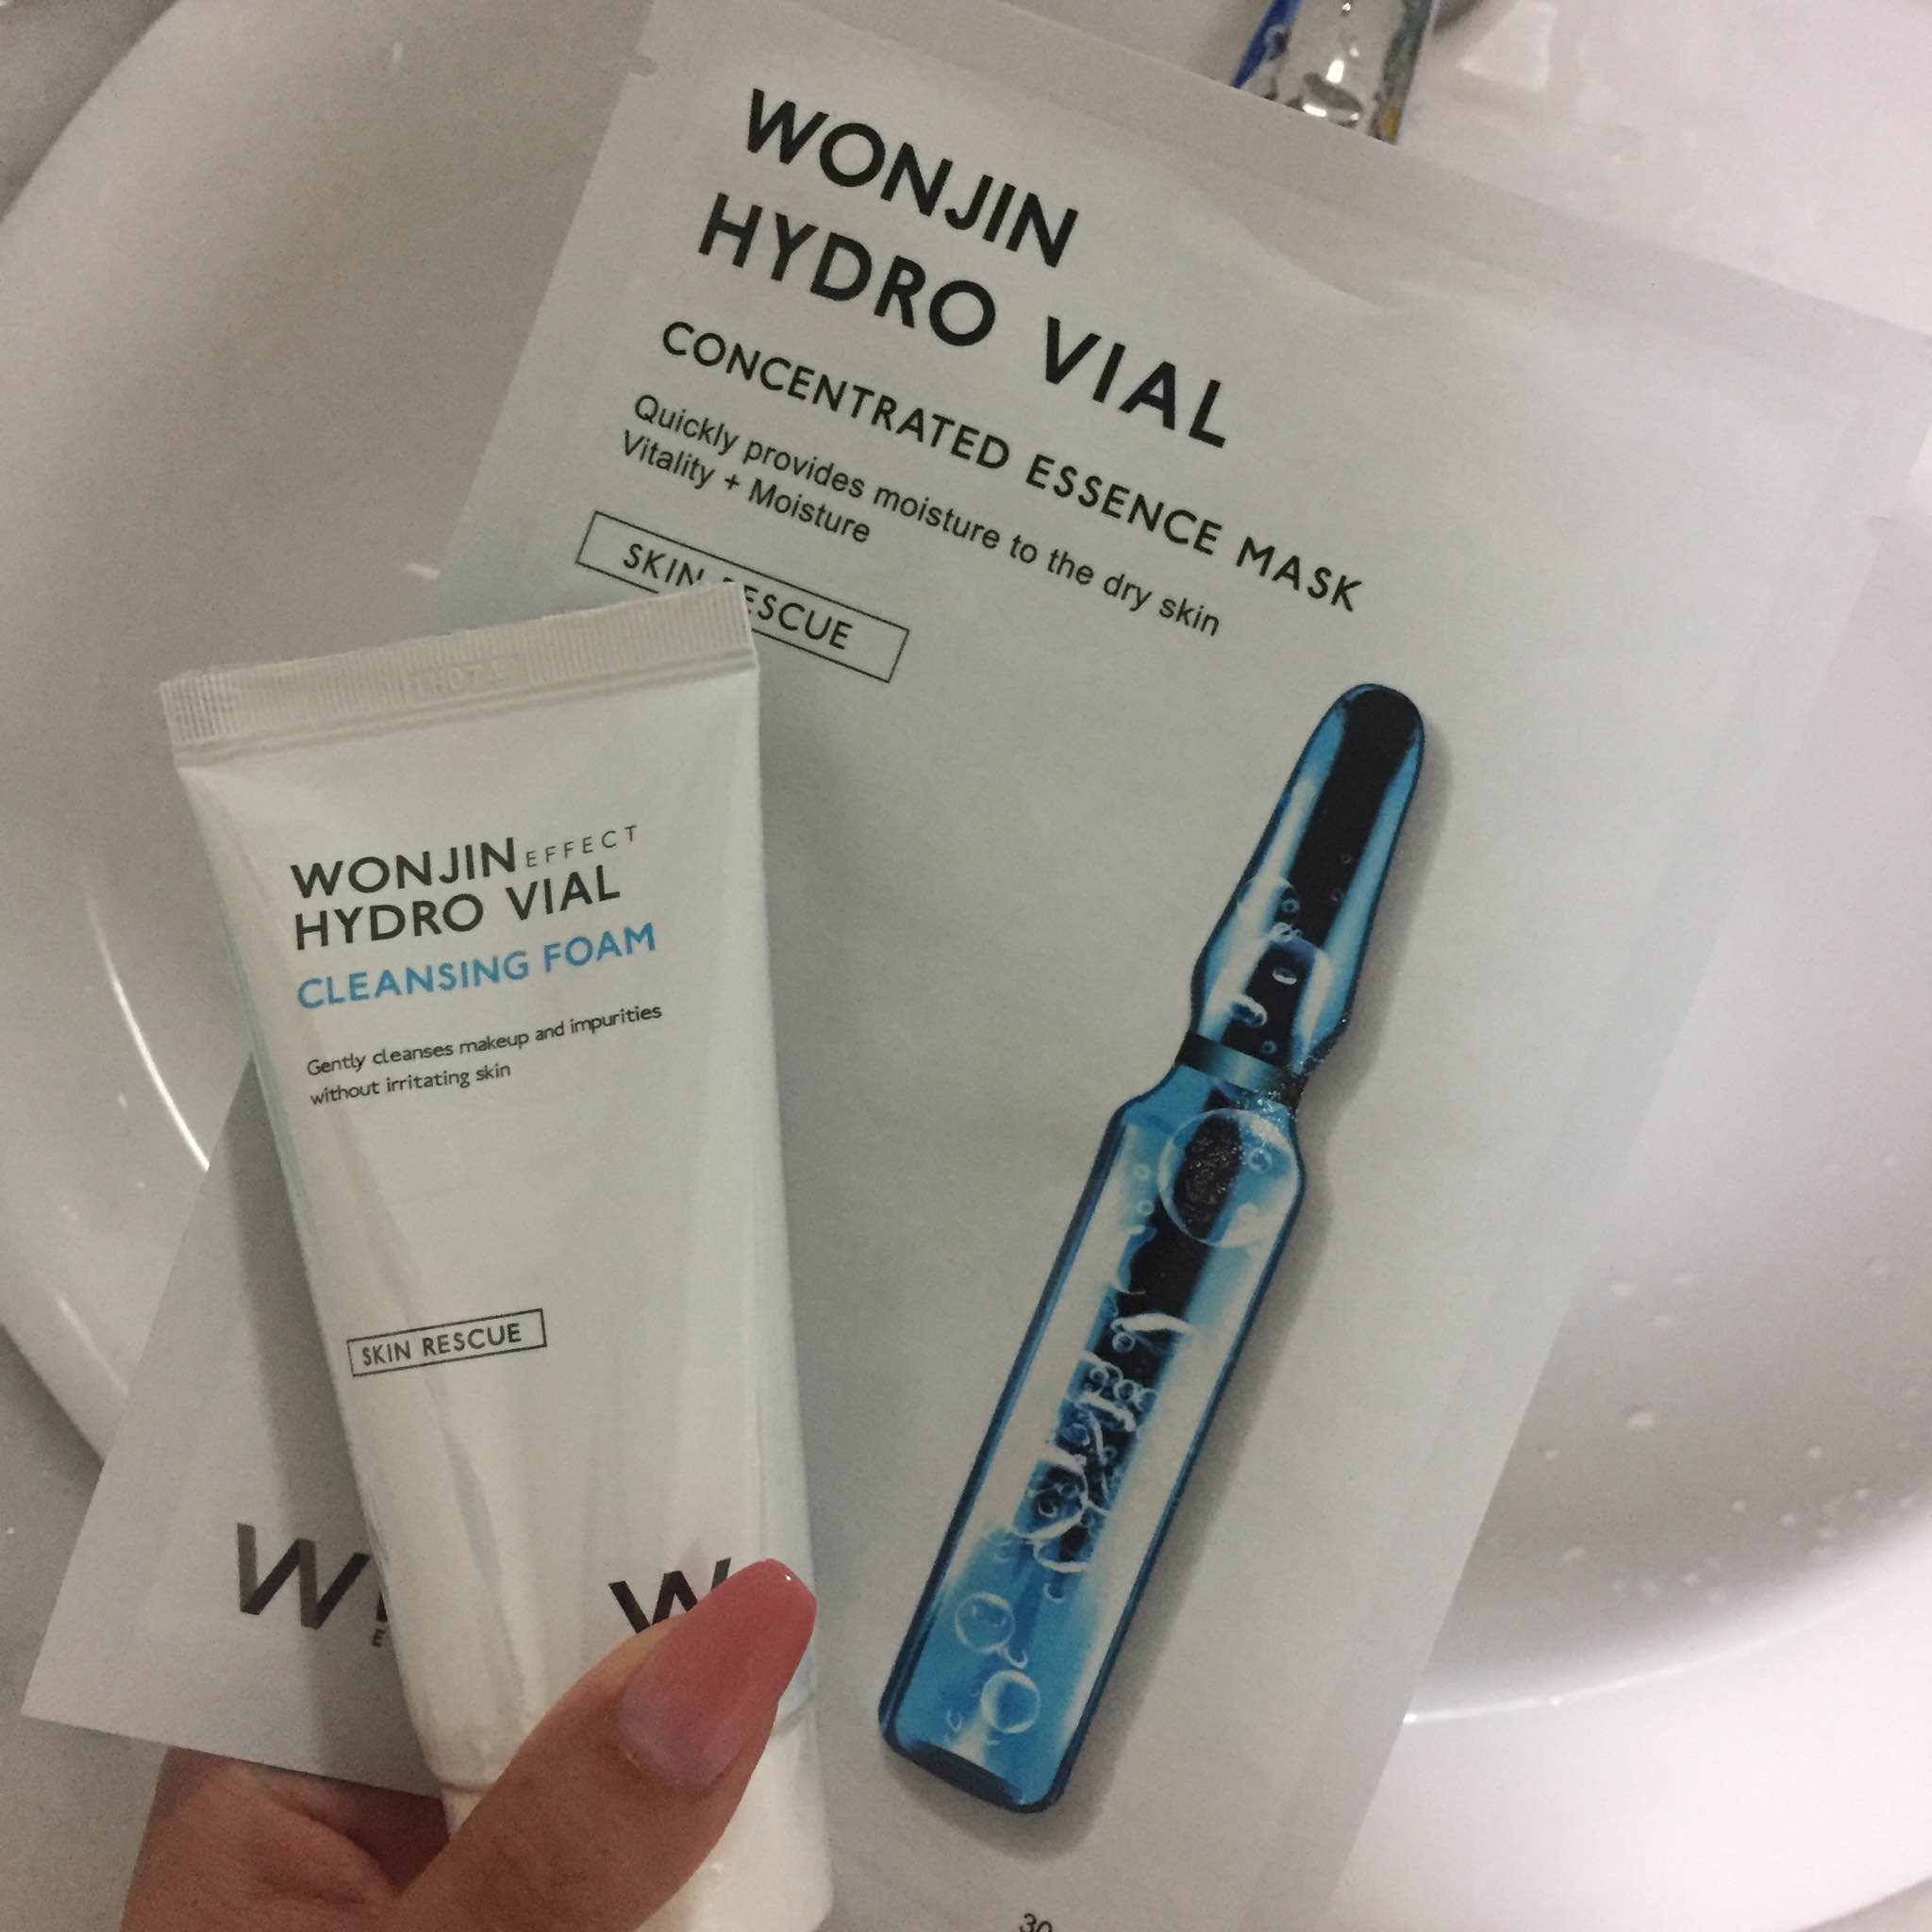 WONJIN
HYDRO VIAL
CONCENTRATED ESSENCE MASK
Quickly provides moisture to the dry skin
Vitality + Moisture
SKIN RESCUE
WONJIN EFFECT
HYDRO VIAL
CLEANSING FOAM
Gently cleanses makeup and impurities
without irritating skin
SKIN RESCUE
W
W
30